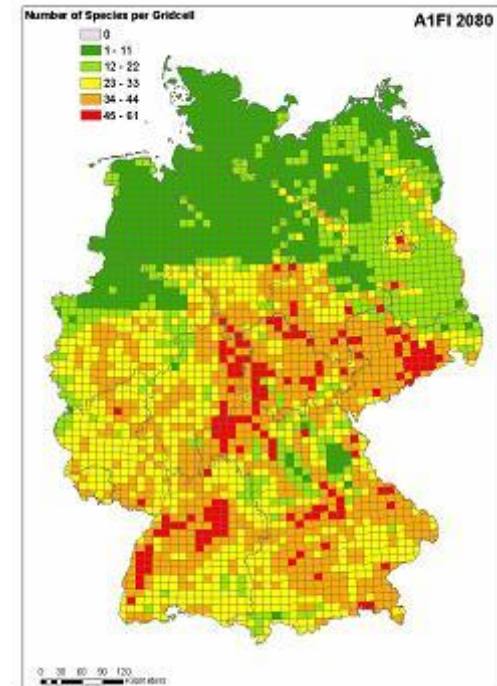 Number of Species per Gridcell
A1FI 2080
0
1 - 11
12 - 22
23 - 33
34 - 44
45 - 61
0 30 60 90 120
Kilometers